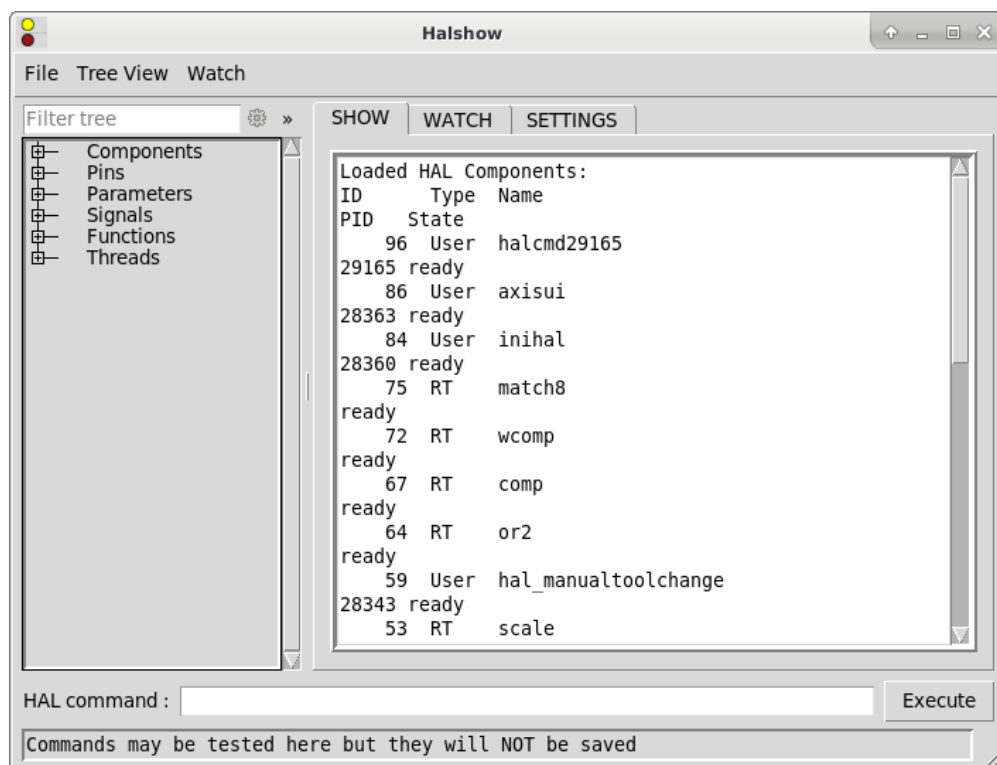 Halshow
File Tree View Watch
Filter tree »
Components
Pins
Parameters
Signals
Functions
Threads
SHOW WATCH SETTINGS
Loaded HAL Components:
ID Type Name
PID State
96 User halcmd29165
29165 ready
86 User axisui
28363 ready
84 User inihal
28360 ready
75 RT match8
ready
72 RT wcomp
ready
67 RT comp
ready
64 RT or2
ready
59 User hal_manualtoolchange
28343 ready
53 RT scale
HAL command :
Execute
Commands may be tested here but they will NOT be saved